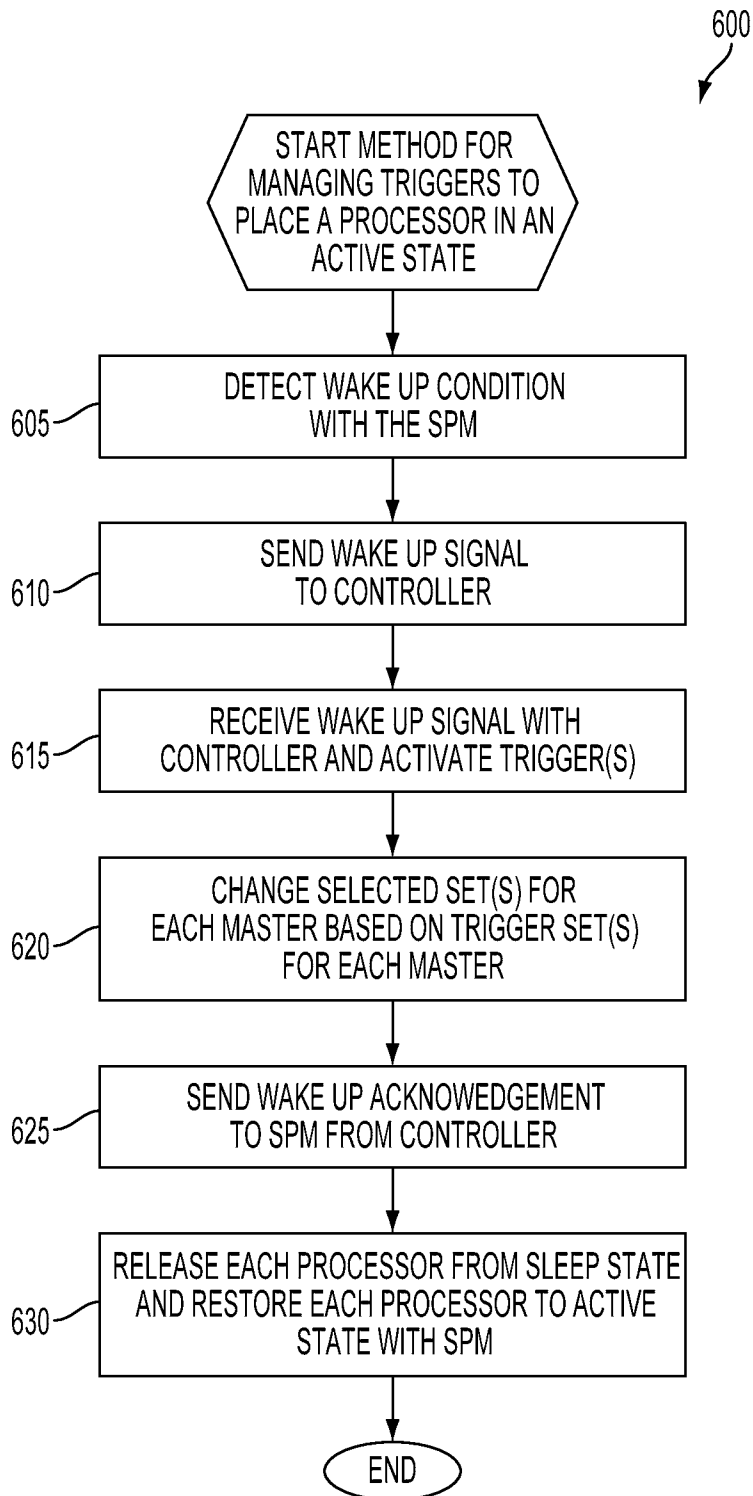 600
START METHOD FOR
MANAGING TRIGGERS TO
PLACE A PROCESSOR IN AN
ACTIVE STATE
605
DETECT WAKE UP CONDITION
WITH THE SPM
610
SEND WAKE UP SIGNAL
TO CONTROLLER
615
RECEIVE WAKE UP SIGNAL WITH
CONTROLLER AND ACTIVATE TRIGGER(S)
620
CHANGE SELECTED SET(S) FOR
EACH MASTER BASED ON TRIGGER SET(S)
FOR EACH MASTER
625
SEND WAKE UP ACKNOWEDGEMENT
TO SPM FROM CONTROLLER
630
RELEASE EACH PROCESSOR FROM SLEEP STATE
AND RESTORE EACH PROCESSOR TO ACTIVE
STATE WITH SPM
END